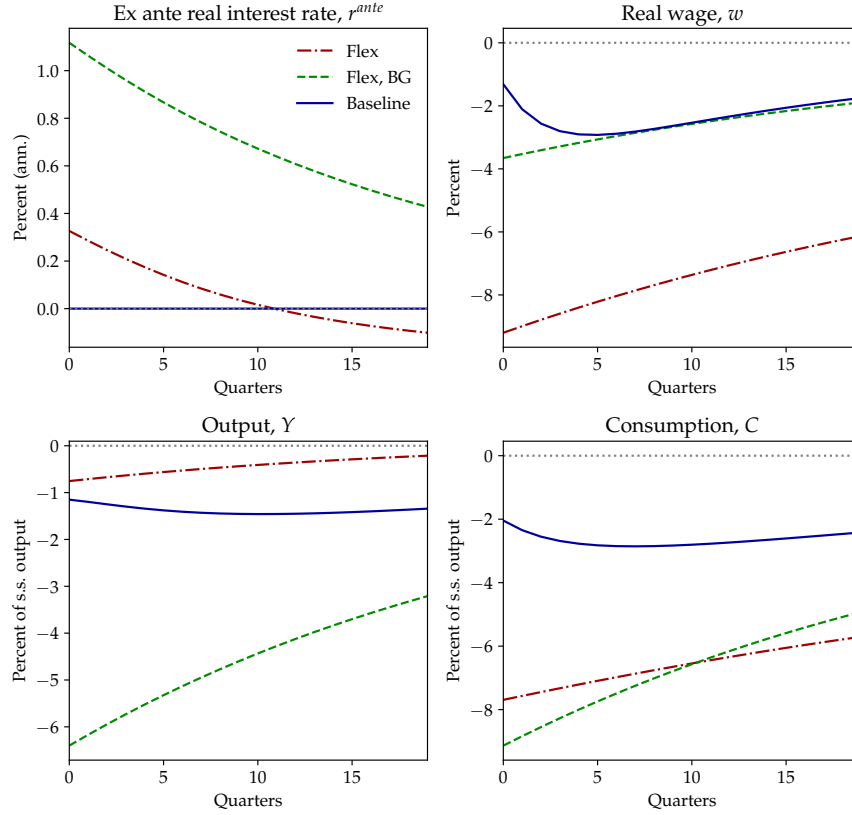 Ex ante real interest rate, r^ante
Percent (ann.)
1.0
0.8
0.6
0.4
0.2
0.0
0
5
10
15
Quarters
Flex
Flex, BG
Baseline
Real wage, w
Percent
0
−2
−4
−6
−8
0
5
10
15
Quarters
Output, Y
Percent of s.s. output
0
−1
−2
−3
−4
−5
−6
0
5
10
15
Quarters
Consumption, C
Percent of s.s. output
0
−2
−4
−6
−8
0
5
10
15
Quarters